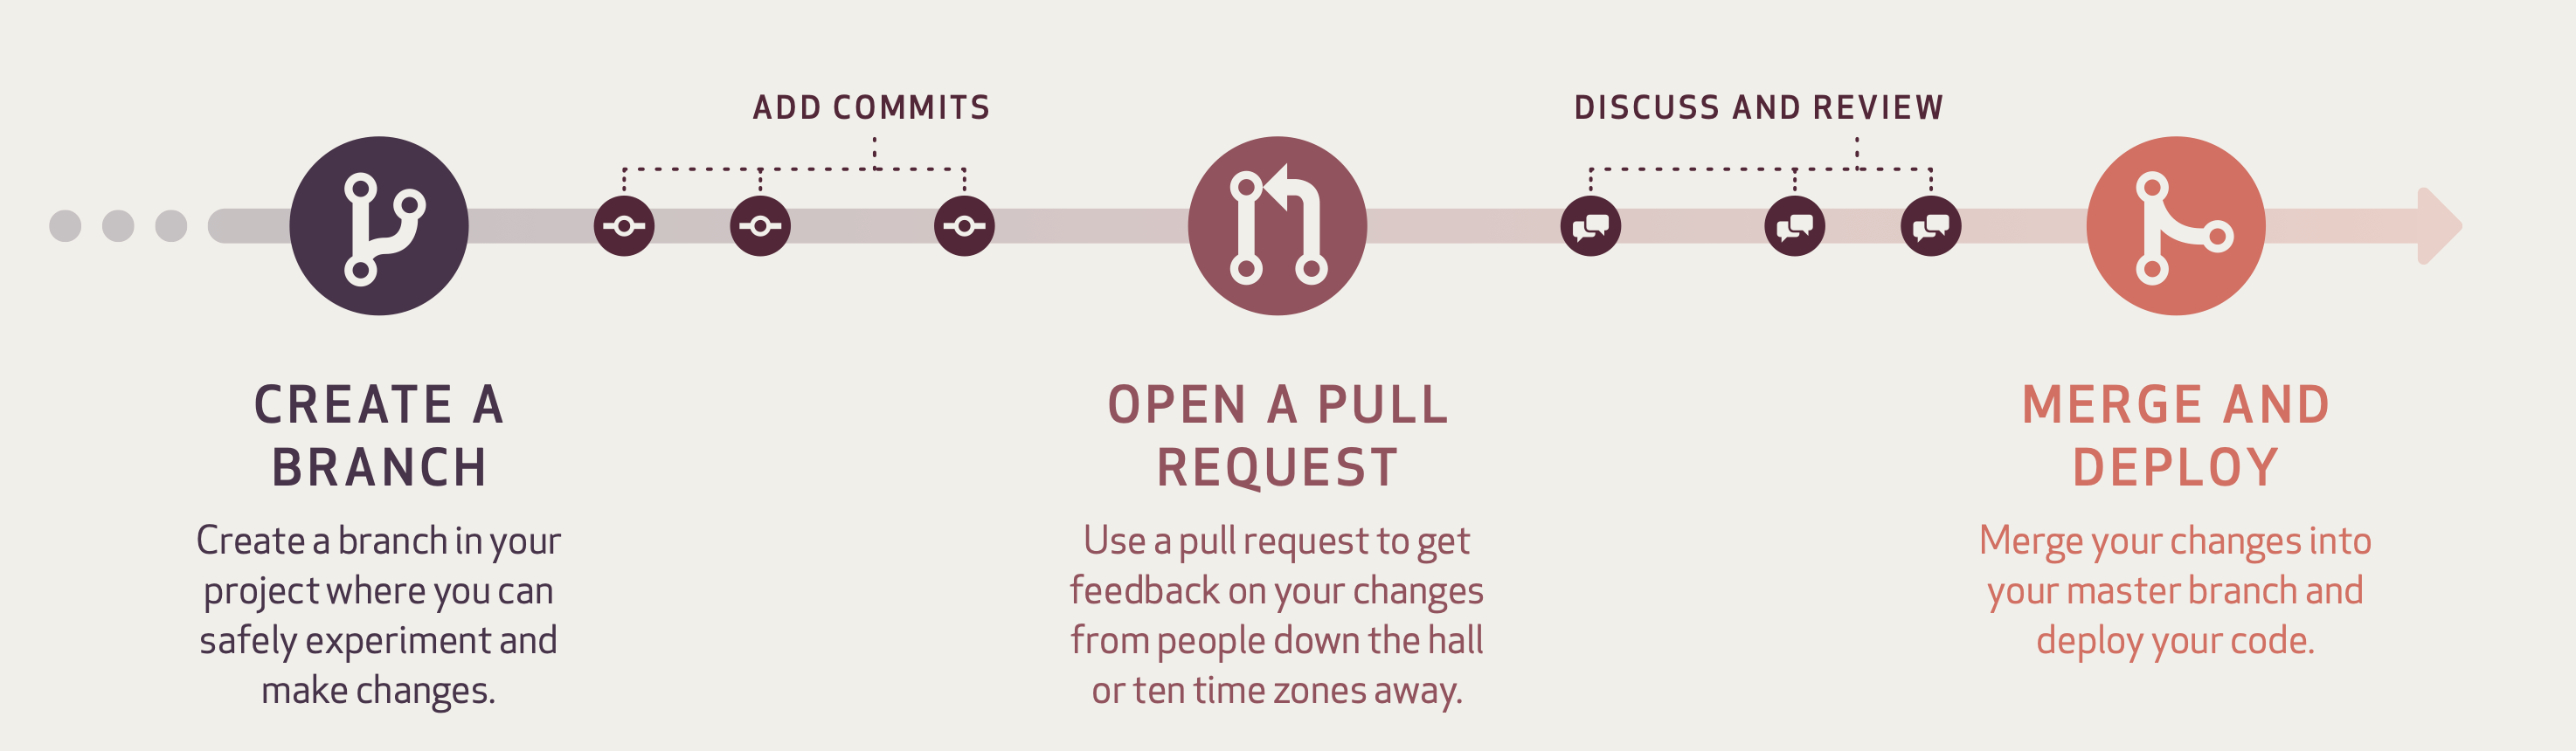 ADD COMMITS
DISCUSS AND REVIEW
CREATE A
BRANCH
Create a branch in your
project where you can
safely experiment and
make changes.
OPEN A PULL
REQUEST
Use a pull request to get
feedback on your changes
from people down the hall
or ten time zones away.
MERGE AND
DEPLOY
Merge your changes into
your master branch and
deploy your code.